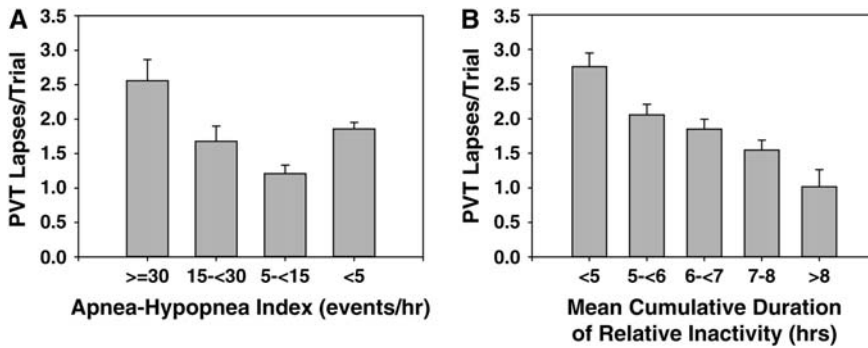 A
PVT Lapses/Trial
3.5
3.0
2.5
2.0
1.5
1.0
0.5
0.0
>=30 15-<30 5-<15 <5
Apnea-Hypopnea Index (events/hr)
B
PVT Lapses/Trial
3.5
3.0
2.5
2.0
1.5
1.0
0.5
0.0
<5 5-<6 6-<7 7-8 >8
Mean Cumulative Duration
of Relative Inactivity (hrs)